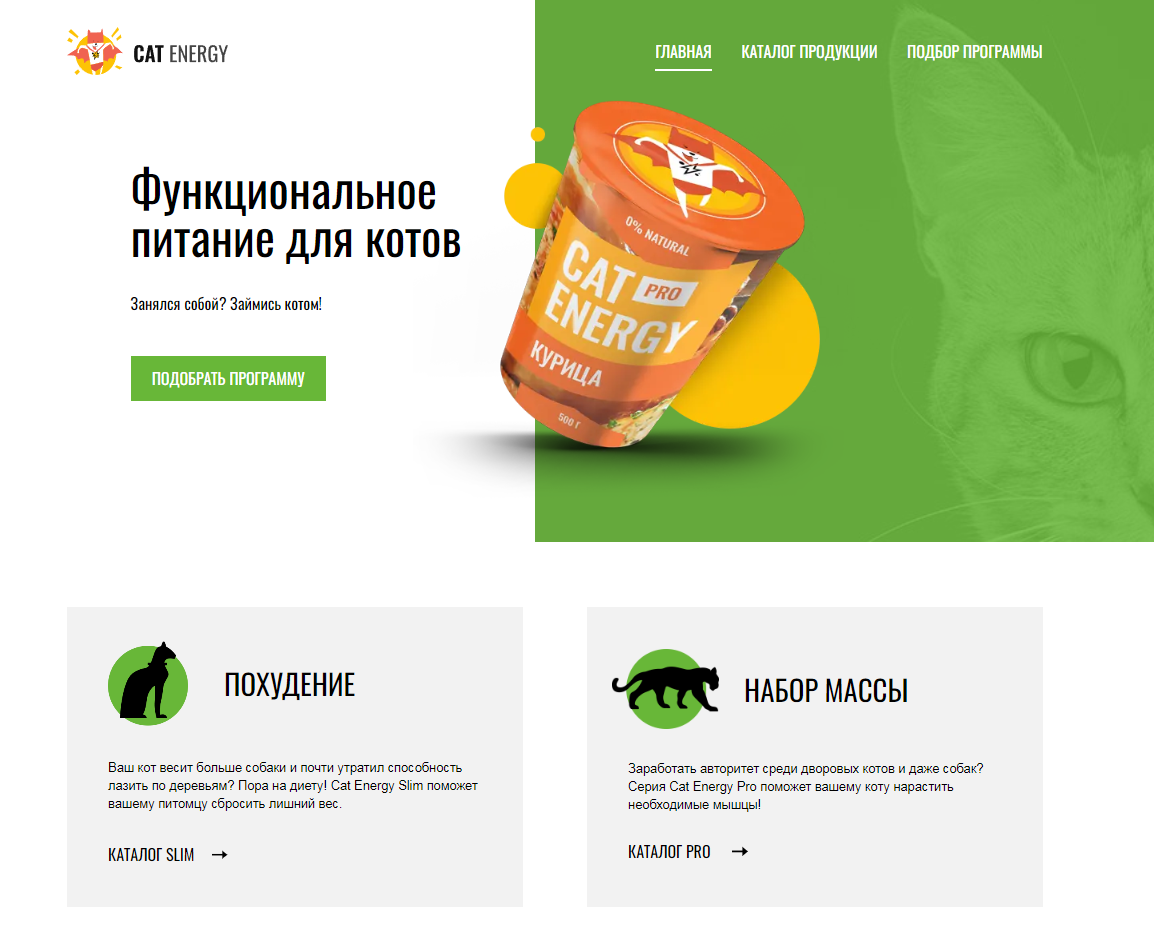 CAT ENERGY
ГЛАВНАЯ КАТАЛОГ ПРОДУКЦИИ ПОДБОР ПРОГРАММЫ
Функциональное
питание для котов
Занялся собой? Займись котом!
ПОДОБРАТЬ ПРОГРАММУ
0% NATURAL
CAT PRO
ENERGY
КУРИЦА
500 Г
ПОХУДЕНИЕ
Ваш кот весит больше собаки и почти утратил способность
лазить по деревьям? Пора на диету! Cat Energy Slim поможет
вашему питомцу сбросить лишний вес.
КАТАЛОГ SLIM
НАБОР МАССЫ
Заработать авторитет среди дворовых котов и даже собак?
Серия Cat Energy Pro поможет вашему коту нарастить
необходимые мышцы!
КАТАЛОГ PRO